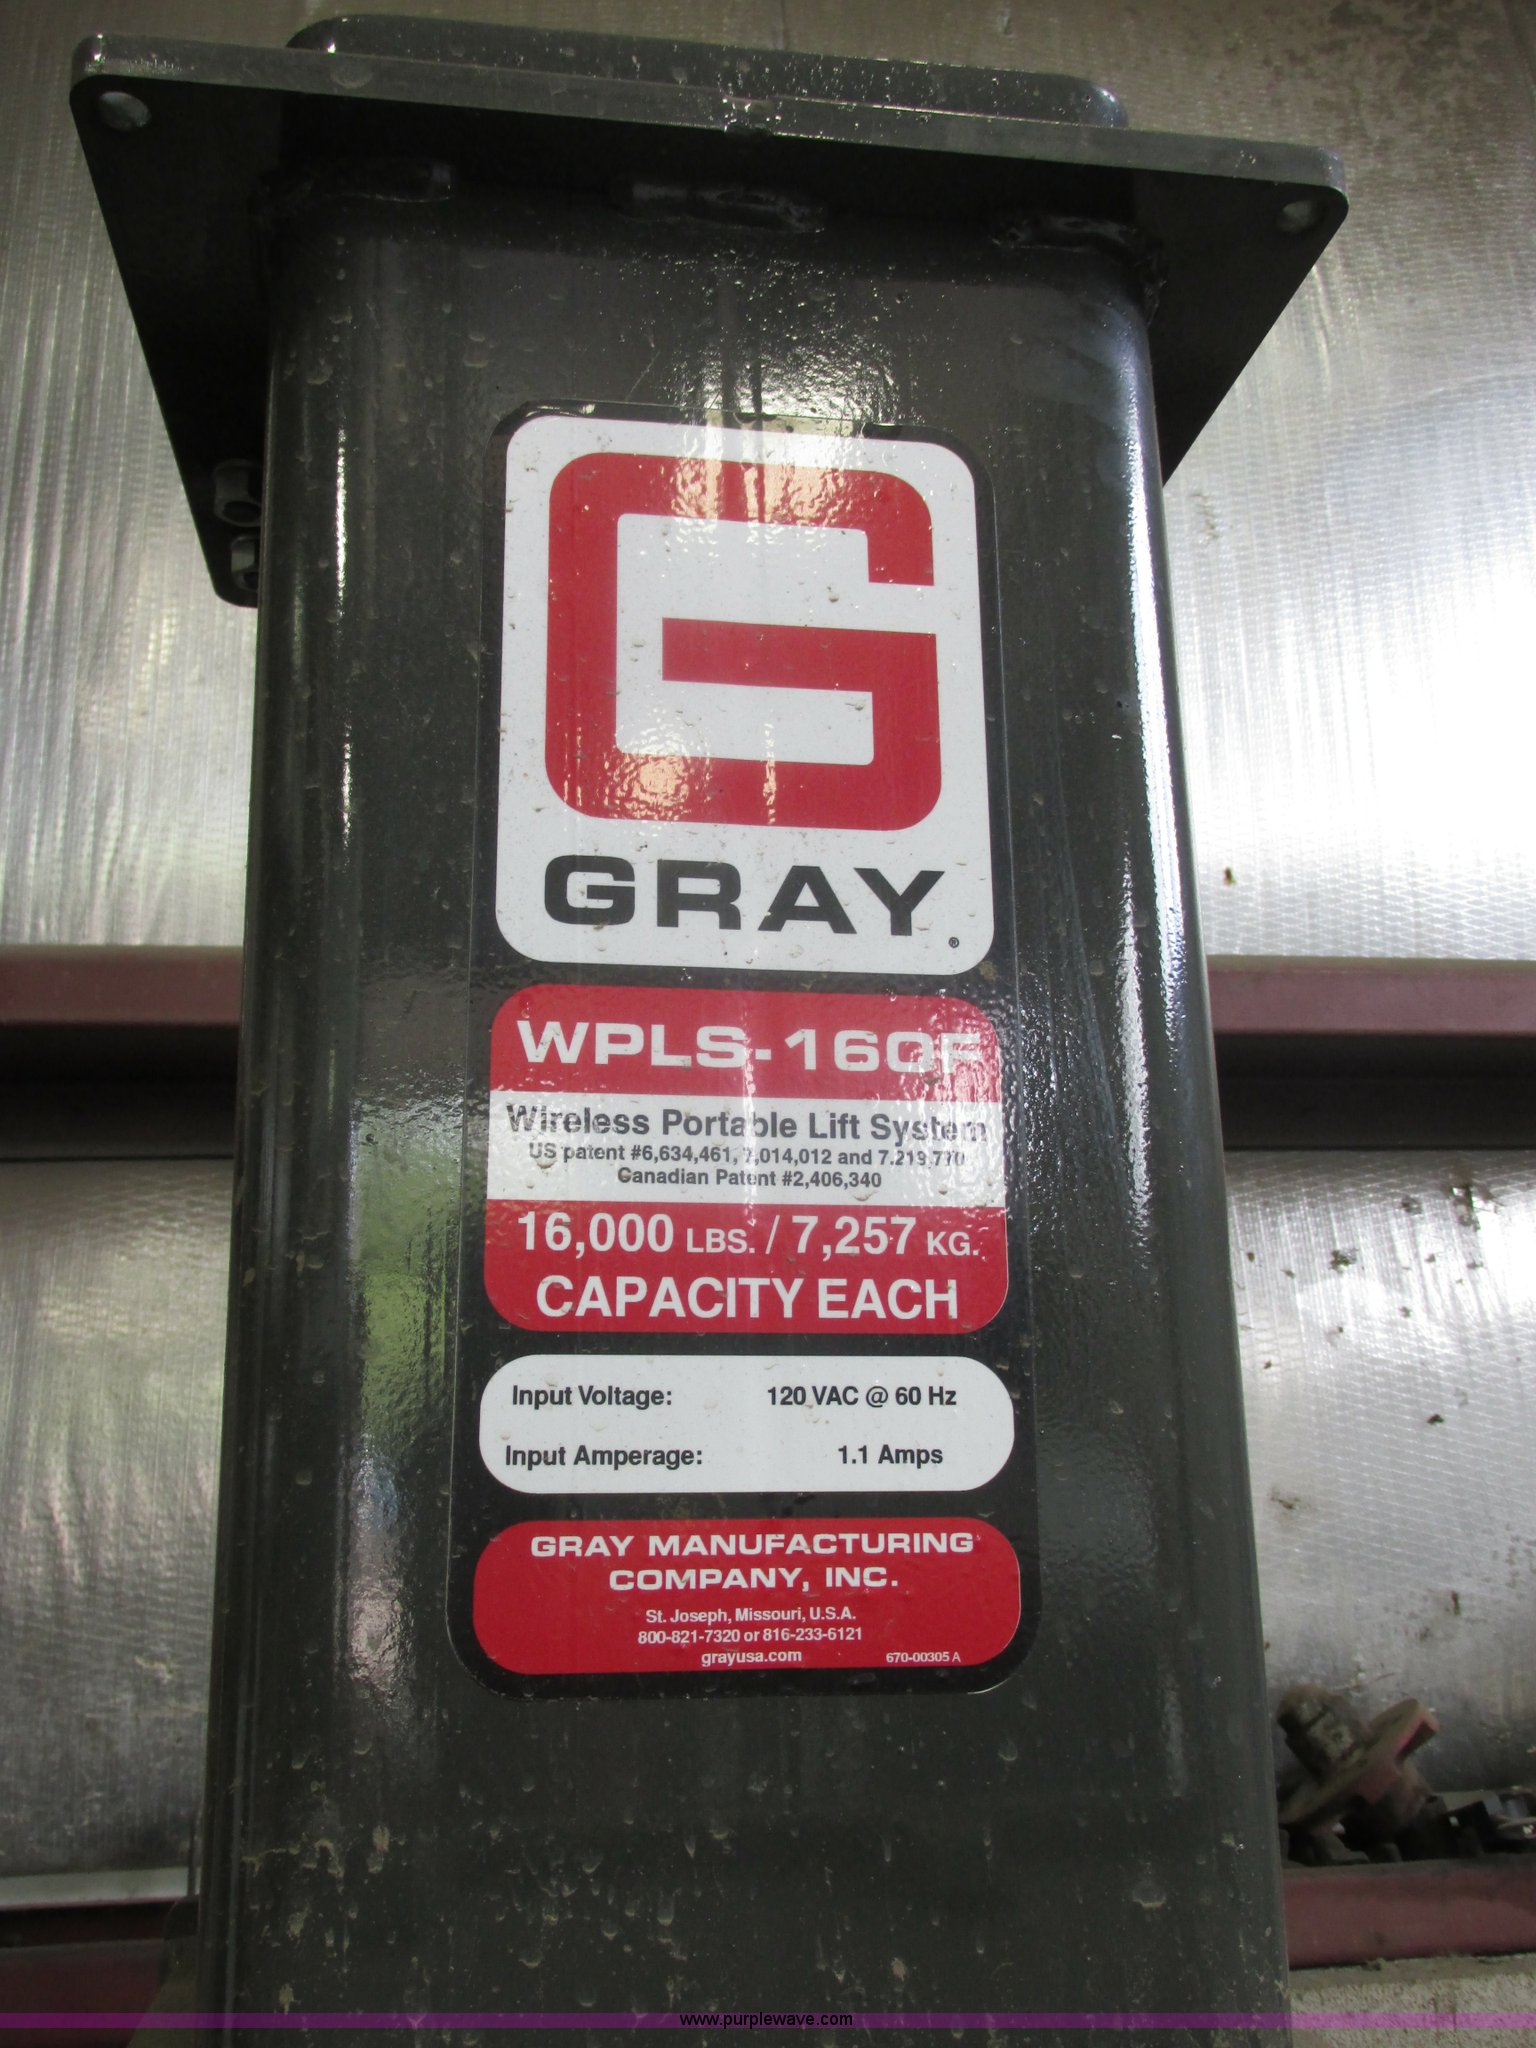 G
GRAY®
WPLS-160F
Wireless Portable Lift System
US patent #6,634,461, 7,014,012 and 7.219,770
Canadian Patent #2,406,340
16,000 LBS. / 7,257 KG.
CAPACITY EACH
Input Voltage: 120 VAC @ 60 Hz
Input Amperage: 1.1 Amps
GRAY MANUFACTURING
COMPANY, INC.
St. Joseph, Missouri, U.S.A.
800-821-7320 or 816-233-6121
grayusa.com 670-00305 A
www.purplewave.com